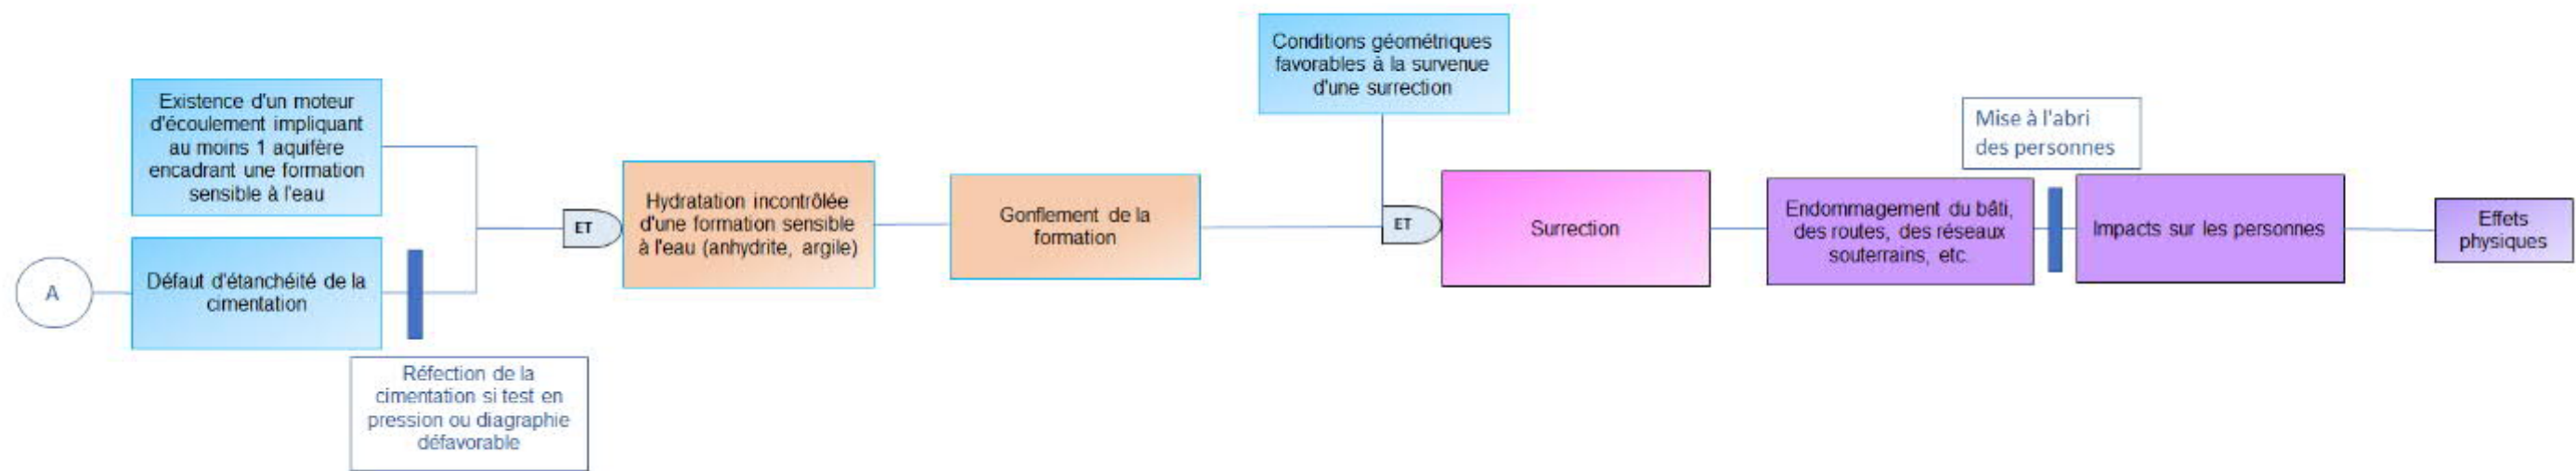 Conditions géométriques
favorables à la survenue
d'une surrection
Existence d'un moteur
d'écoulement impliquant
au moins 1 aquifère
encadrant une formation
sensible à l'eau
Mise à l'abri
des personnes
Hydratation incontrôlée
d'une formation sensible
à l'eau (anhydrite, argile)
ET
Gonflement de la
formation
ET
Surrection
Endommagement du bâti,
des routes, des réseaux
souterrains, etc.
Impacts sur les personnes
Effets
physiques
A
Défaut d'étanchéité de la
cimentation
Réfection de la
cimentation si test en
pression ou diagraphie
défavorable